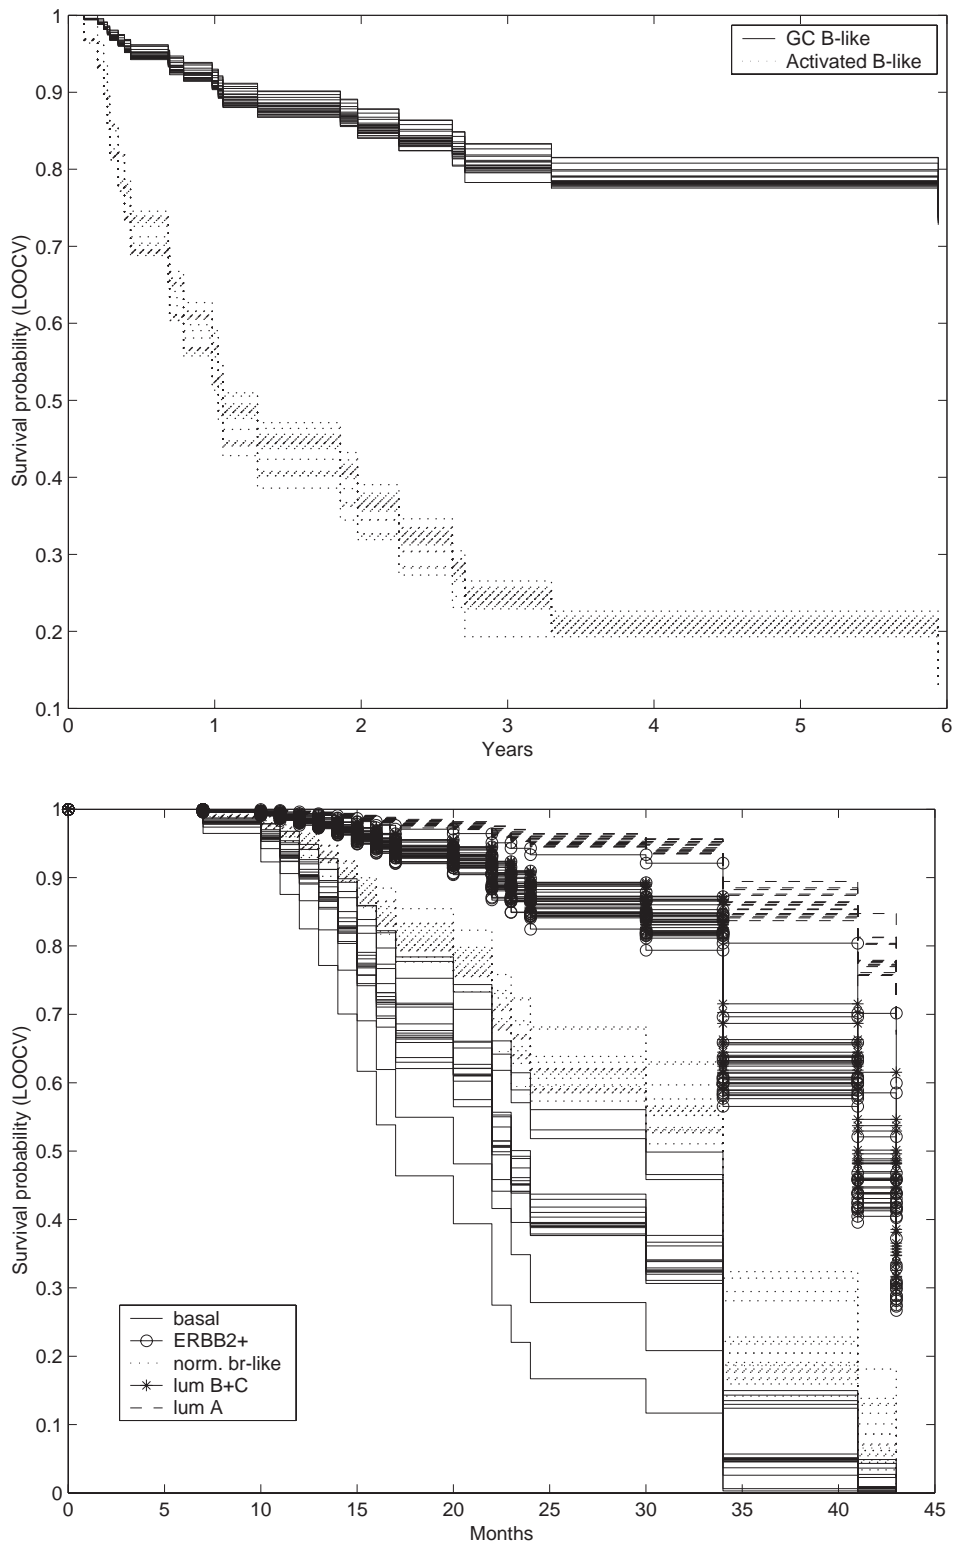 1
GC B-like
Activated B-like
0.9
0.8
0.7
0.6
0.5
0.4
0.3
0.2
0.1
Survival probability (LOOCV)
0 1 2 3 4 5 6
Years
1
0.9
0.8
0.7
0.6
0.5
0.4
0.3
0.2
0.1
0
Survival probability (LOOCV)
basal
ERBB2+
norm. br-like
lum B+C
lum A
0 5 10 15 20 25 30 35 40 45
Months